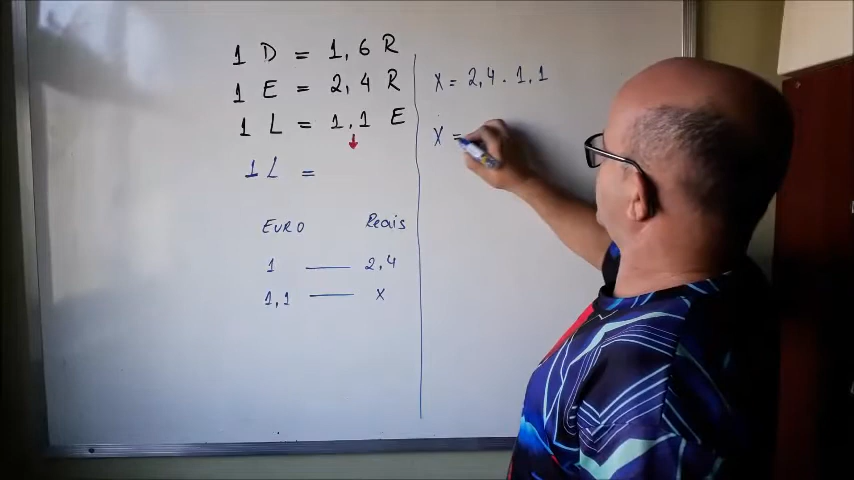 1 D = 1,6 R
1 E = 2,4 R
1 L = 1,1 E
1 L =
EURO Reais
1 — 2,4
1,1 — X
X = 2,4 . 1,1
X =